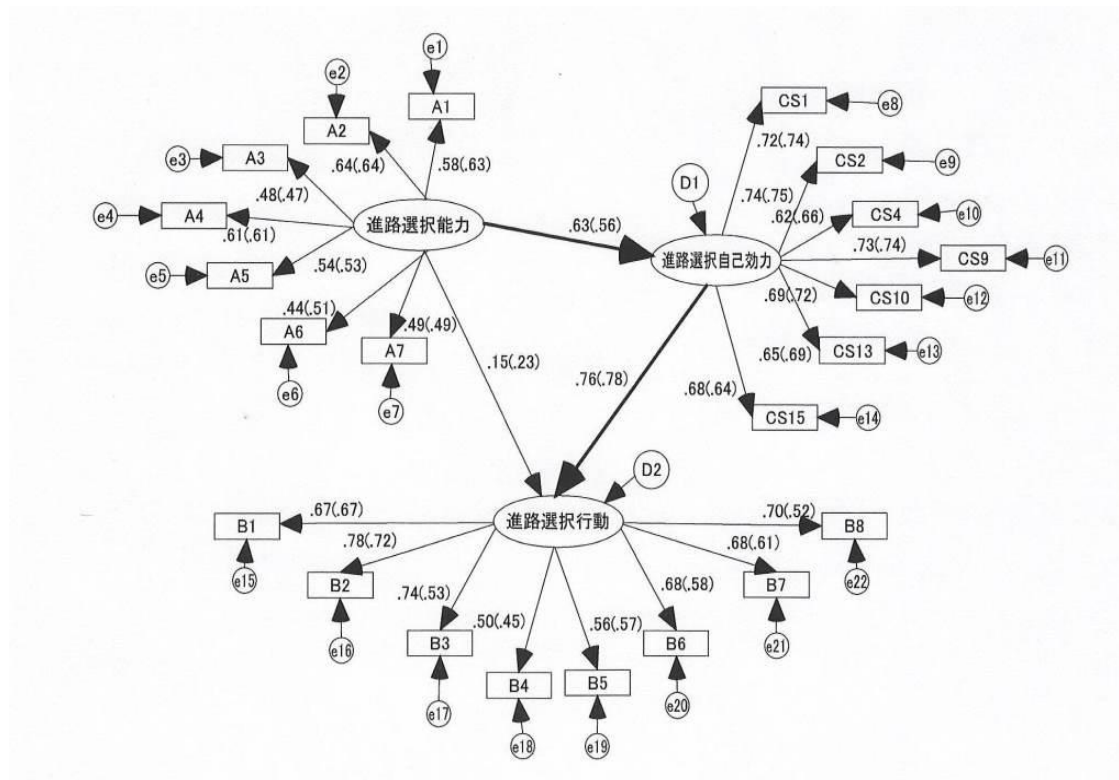 e1
e2
A1
A2
e3
A3
.64(.64)
.58(.63)
.48(.47)
e4
A4
.61(.61)
進路選択能力
e5
A5
.54(.53)
A6
.44(.51)
e6
A7
.49(.49)
e7
.63(.56)
.15(.23)
CS1
e8
.72(.74)
D1
CS2
e9
.74(.75)
.62(.66)
CS4
e10
進路選択自己効力
.73(.74)
CS9
e11
.69(.72)
CS10
e12
.65(.69)
CS13
e13
.68(.64)
CS15
e14
.76(.78)
D2
進路選択行動
B1
.67(.67)
e15
.78(.72)
B2
e16
.74(.53)
B3
e17
.50(.45)
B4
e18
.56(.57)
B5
e19
.68(.58)
B6
e20
.68(.61)
B7
e21
.70(.52)
B8
e22